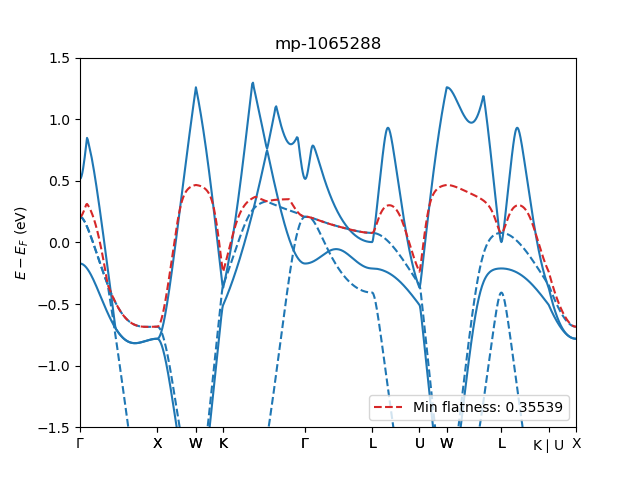 mp-1065288
E − E_F (eV)
1.5
1.0
0.5
0.0
−0.5
−1.0
−1.5
Min flatness: 0.35539
Γ X W K Γ L U W L K | U X